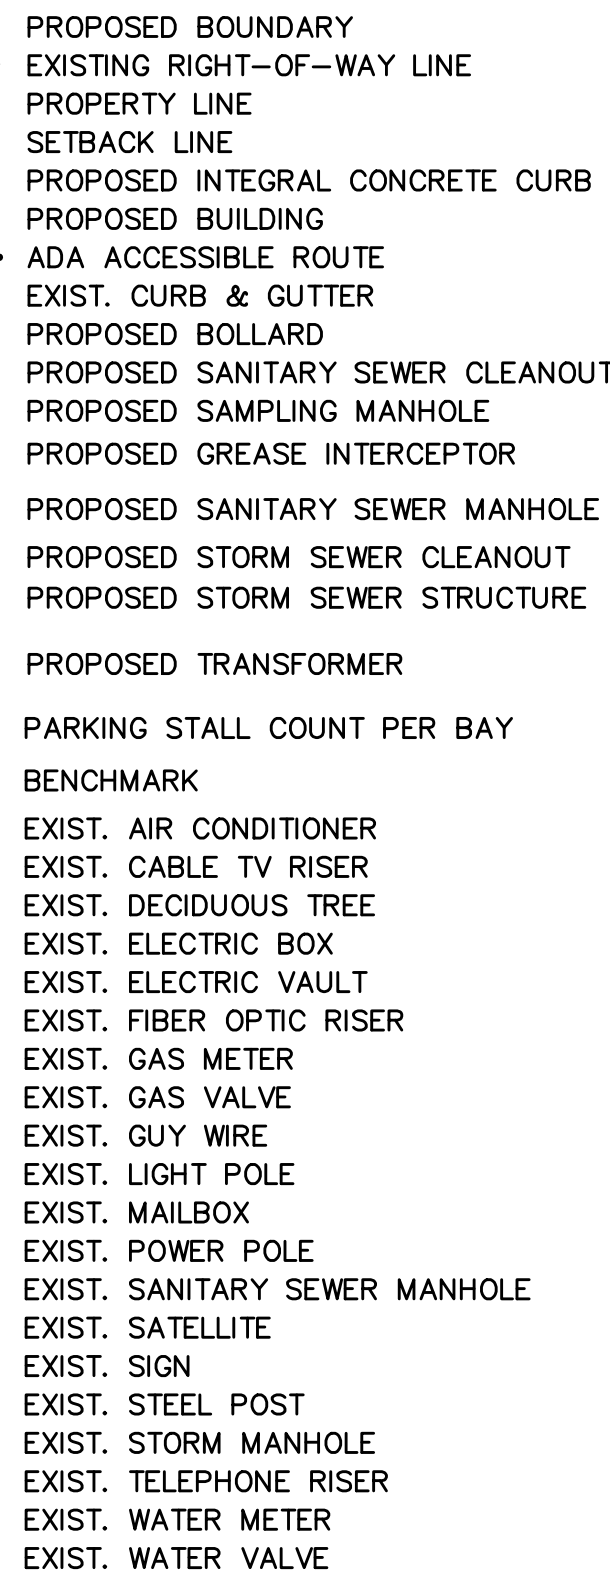 PROPOSED BOUNDARY
EXISTING RIGHT-OF-WAY LINE
PROPERTY LINE
SETBACK LINE
PROPOSED INTEGRAL CONCRETE CURB
PROPOSED BUILDING
ADA ACCESSIBLE ROUTE
EXIST. CURB & GUTTER
PROPOSED BOLLARD
PROPOSED SANITARY SEWER CLEANOUT
PROPOSED SAMPLING MANHOLE
PROPOSED GREASE INTERCEPTOR
PROPOSED SANITARY SEWER MANHOLE
PROPOSED STORM SEWER CLEANOUT
PROPOSED STORM SEWER STRUCTURE
PROPOSED TRANSFORMER
PARKING STALL COUNT PER BAY
BENCHMARK
EXIST. AIR CONDITIONER
EXIST. CABLE TV RISER
EXIST. DECIDUOUS TREE
EXIST. ELECTRIC BOX
EXIST. ELECTRIC VAULT
EXIST. FIBER OPTIC RISER
EXIST. GAS METER
EXIST. GAS VALVE
EXIST. GUY WIRE
EXIST. LIGHT POLE
EXIST. MAILBOX
EXIST. POWER POLE
EXIST. SANITARY SEWER MANHOLE
EXIST. SATELLITE
EXIST. SIGN
EXIST. STEEL POST
EXIST. STORM MANHOLE
EXIST. TELEPHONE RISER
EXIST. WATER METER
EXIST. WATER VALVE